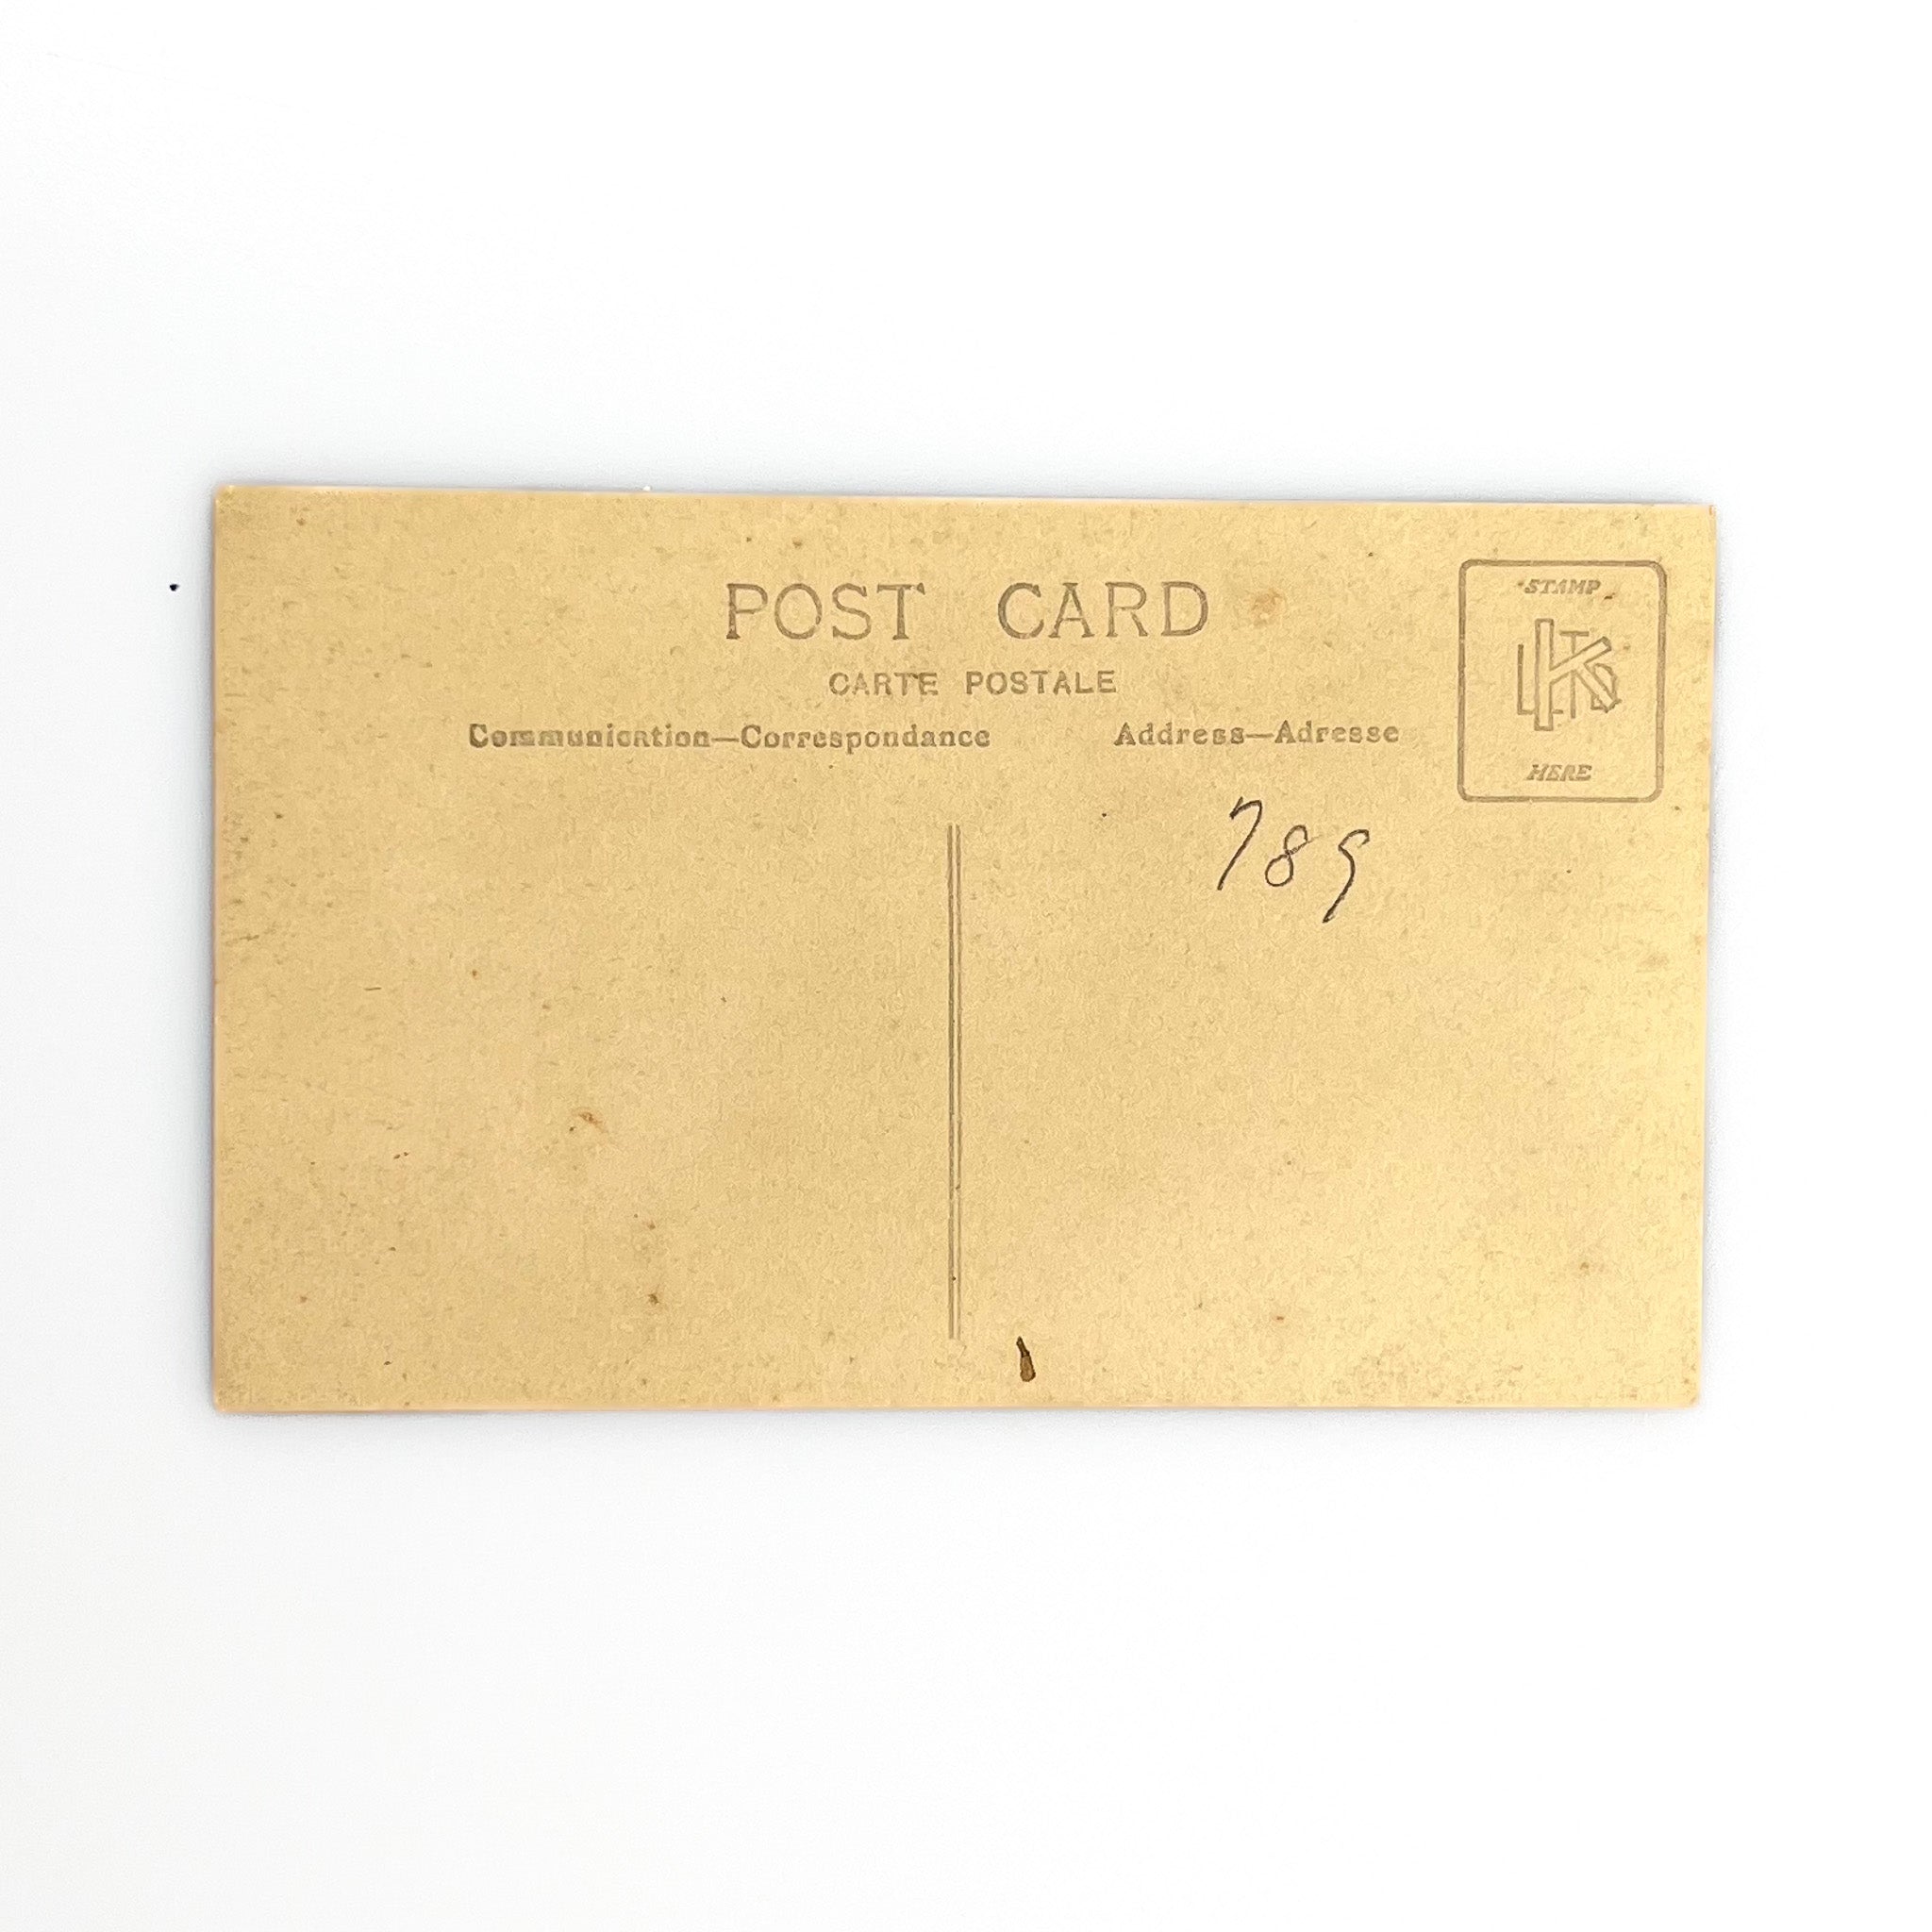 POST CARD
CARTE POSTALE
Communication—Correspondance
Address—Adresse
STAMP
HERE
789